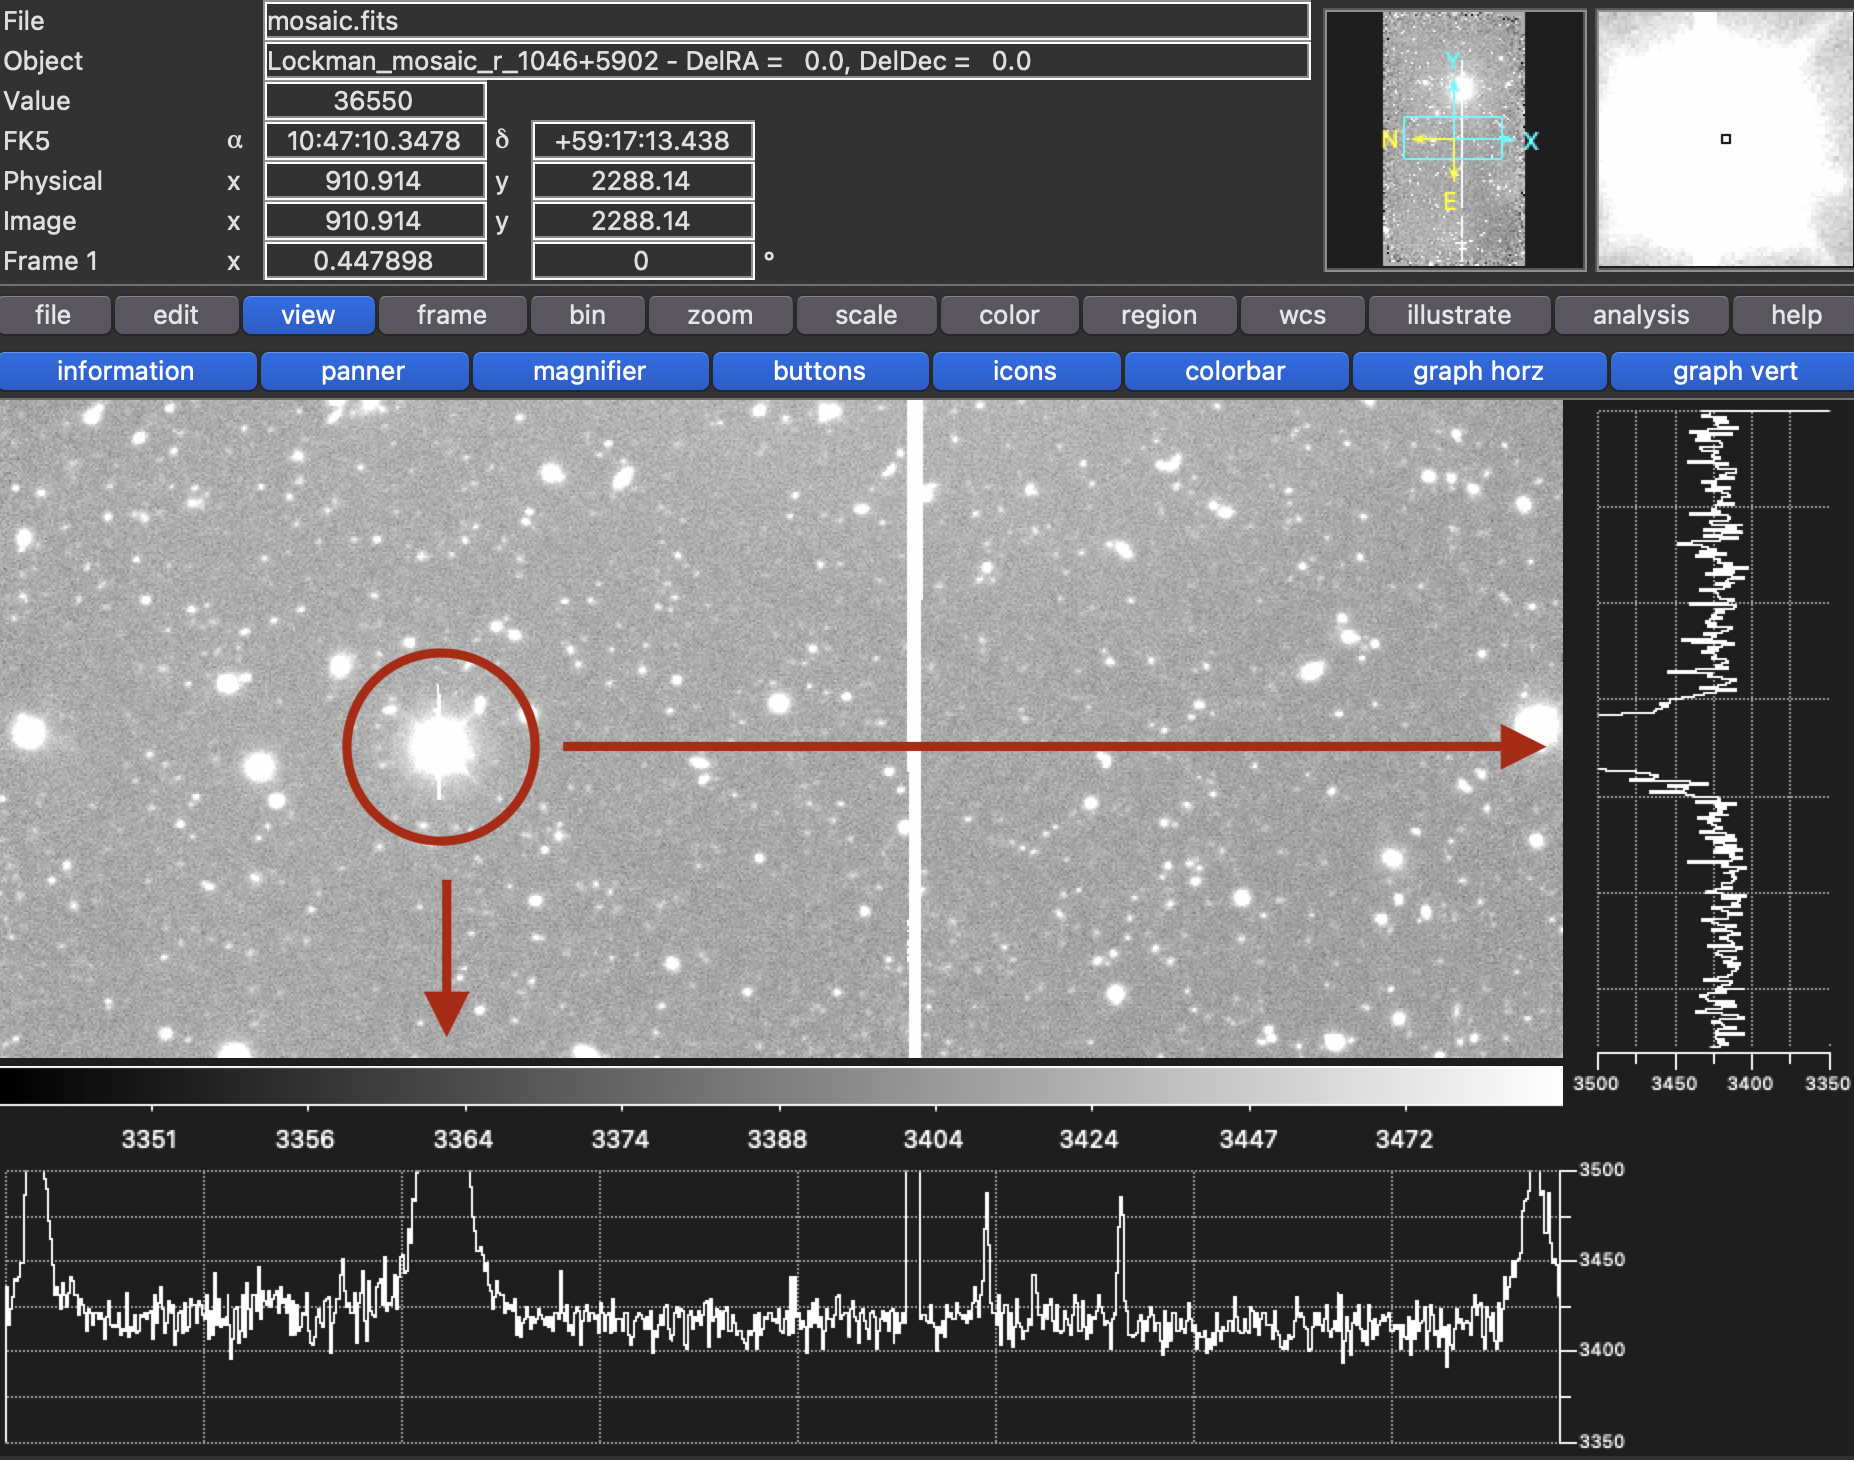 File mosaic.fits
Object Lockman_mosaic_r_1046+5902 - DelRA = 0.0, DelDec = 0.0
Value 36550
FK5 α 10:47:10.3478 δ +59:17:13.438
Physical x 910.914 y 2288.14
Image x 910.914 y 2288.14
Frame 1 x 0.447898 0 °
Y
N X
E
file edit view frame bin zoom scale color region wcs illustrate analysis help
information panner magnifier buttons icons colorbar graph horz graph vert
3500 3450 3400 3350
3351 3356 3364 3374 3388 3404 3424 3447 3472
3500
3450
3400
3350